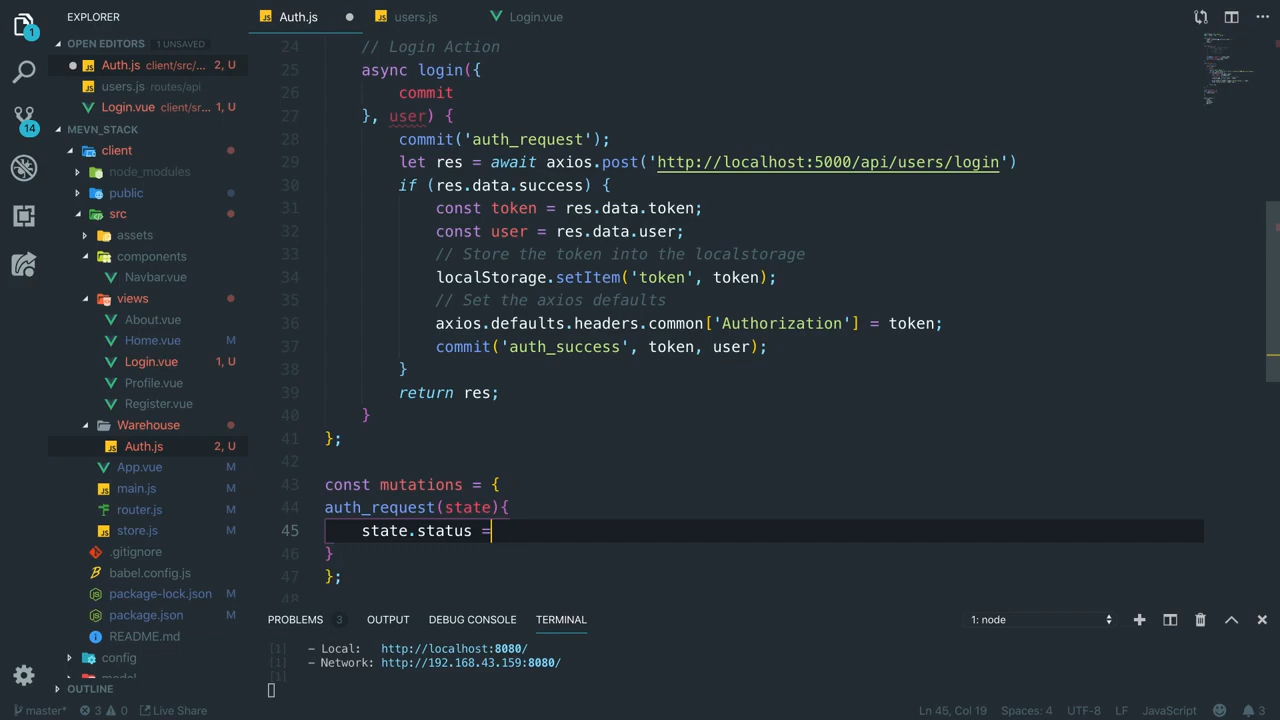 EXPLORER
Auth.js
users.js
Login.vue
OPEN EDITORS 1 UNSAVED
Auth.js client/src/... 2, U
users.js routes/api
Login.vue client/sr... 1, U
MEVN_STACK
client
node_modules
public
src
assets
components
Navbar.vue
views
About.vue
Home.vue M
Login.vue 1, U
Profile.vue
Register.vue
Warehouse
Auth.js 2, U
App.vue M
main.js M
router.js M
store.js M
.gitignore
babel.config.js
package-lock.json M
package.json M
README.md
config
OUTLINE
1
14
24 // Login Action
25 async login({
26 commit
27 }, user) {
28 commit('auth_request');
29 let res = await axios.post('http://localhost:5000/api/users/login')
30 if (res.data.success) {
31 const token = res.data.token;
32 const user = res.data.user;
33 // Store the token into the localstorage
34 localStorage.setItem('token', token);
35 // Set the axios defaults
36 axios.defaults.headers.common['Authorization'] = token;
37 commit('auth_success', token, user);
38 }
39 return res;
40 }
41 };
42
43 const mutations = {
44 auth_request(state){
45 state.status =
46 }
47 };
48
PROBLEMS 3 OUTPUT DEBUG CONSOLE TERMINAL 1: node
[1] - Local: http://localhost:8080/
[1] - Network: http://192.168.43.159:8080/
[1]
master* 3 0 Live Share Ln 45, Col 19 Spaces: 4 UTF-8 LF JavaScript 3